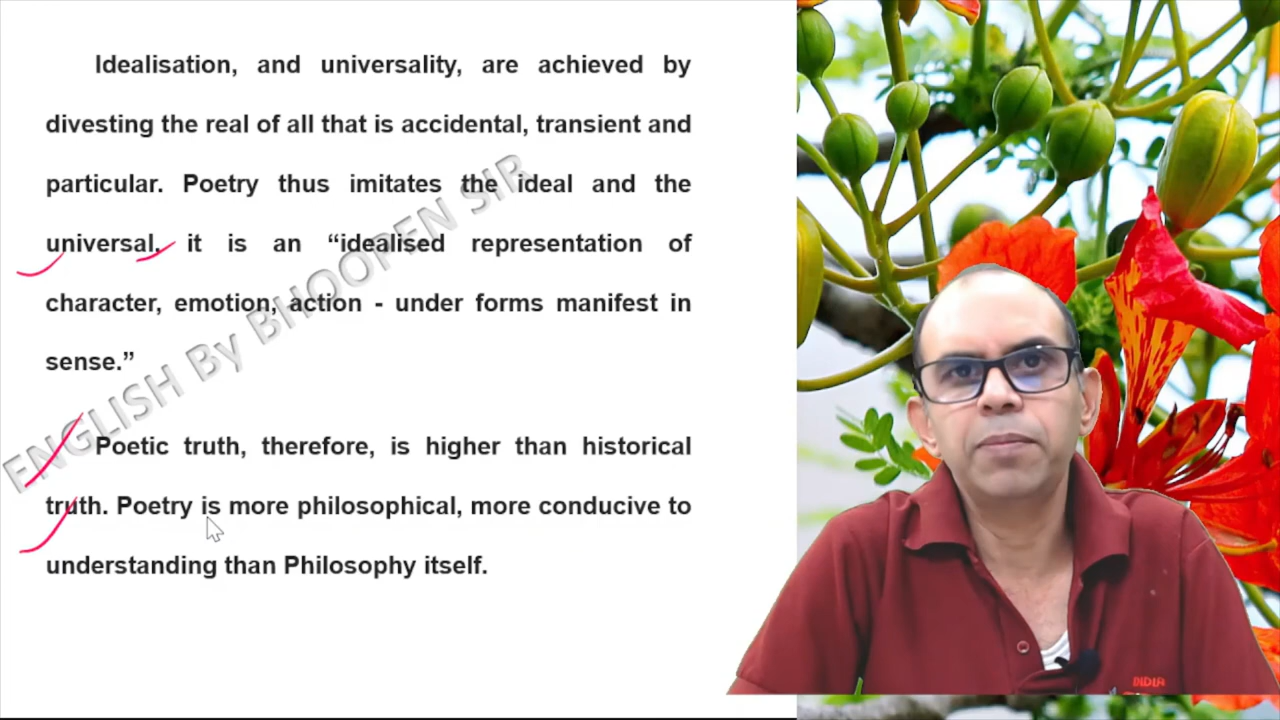 Idealisation, and universality, are achieved by
divesting the real of all that is accidental, transient and
particular. Poetry thus imitates the ideal and the
universal. it is an “idealised representation of
character, emotion, action - under forms manifest in
sense.”
Poetic truth, therefore, is higher than historical
truth. Poetry is more philosophical, more conducive to
understanding than Philosophy itself.
ENGLISH By BHOOPEN SIR
INDIA